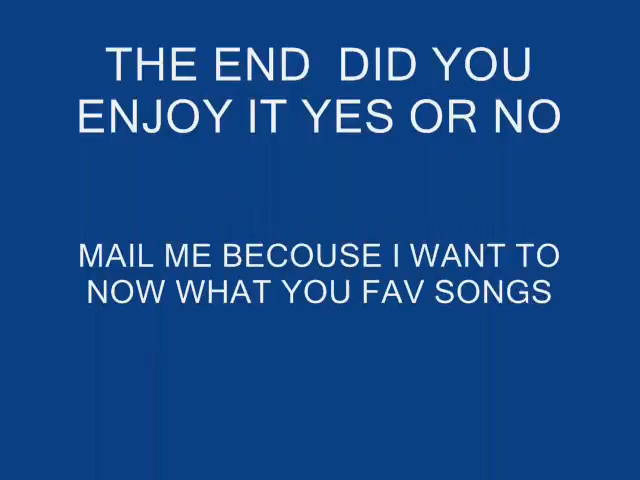 THE END  DID YOU
ENJOY IT YES OR NO
MAIL ME BECOUSE I WANT TO
NOW WHAT YOU FAV SONGS